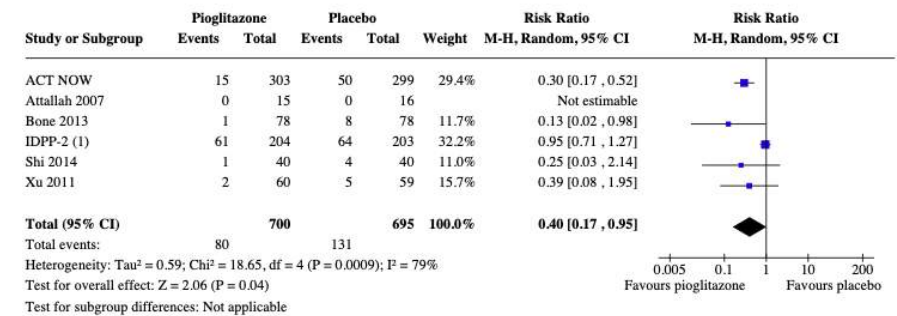 Pioglitazone Placebo Risk Ratio Risk Ratio
Study or Subgroup Events Total Events Total Weight M-H, Random, 95% CI M-H, Random, 95% CI
ACT NOW 15 303 50 299 29.4% 0.30 [0.17 , 0.52]
Attallah 2007 0 15 0 16 Not estimable
Bone 2013 1 78 8 78 11.7% 0.13 [0.02 , 0.98]
IDPP-2 (1) 61 204 64 203 32.2% 0.95 [0.71 , 1.27]
Shi 2014 1 40 4 40 11.0% 0.25 [0.03 , 2.14]
Xu 2011 2 60 5 59 15.7% 0.39 [0.08 , 1.95]
Total (95% CI) 700 695 100.0% 0.40 [0.17 , 0.95]
Total events: 80 131
Heterogeneity: Tau² = 0.59; Chi² = 18.65, df = 4 (P = 0.0009); I² = 79%
0.005 0.1 1 10 200
Test for overall effect: Z = 2.06 (P = 0.04)
Favours pioglitazone Favours placebo
Test for subgroup differences: Not applicable